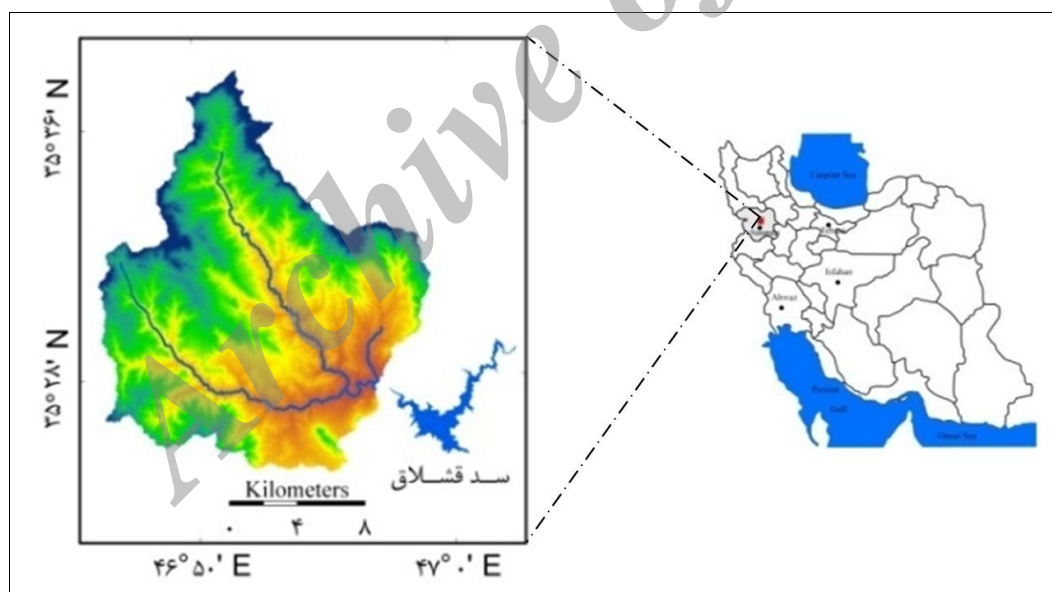 Archive of
۳۵°۳۶' N
۳۵°۲۸' N
سد قشلاق
Kilometers
۰ ۴ ۸
۴۶°۵۰' E
۴۷°۰' E
Caspian Sea
Isfahan
Ahwaz
Persian
Gulf
Oman Sea